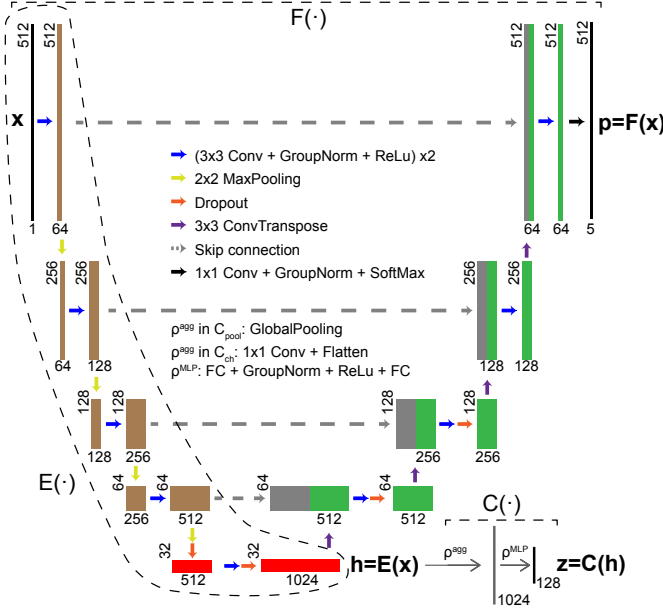 F(·)
512
512
512
512
512
x
p=F(x)
(3x3 Conv + GroupNorm + ReLu) x2
2x2 MaxPooling
Dropout
3x3 ConvTranspose
Skip connection
1x1 Conv + GroupNorm + SoftMax
1
64
64
64
5
256
256
256
256
ρᵃᵍᵍ in C_pool: GlobalPooling
ρᵃᵍᵍ in C_ch: 1x1 Conv + Flatten
ρᴹᴸᴾ: FC + GroupNorm + ReLu + FC
64
128
128
128
128
128
128
128
128
256
256
256
E(·)
64
64
64
64
256
512
512
512
C(·)
32
32
512
1024
h=E(x)
ρᵃᵍᵍ
ρᴹᴸᴾ
z=C(h)
128
1024